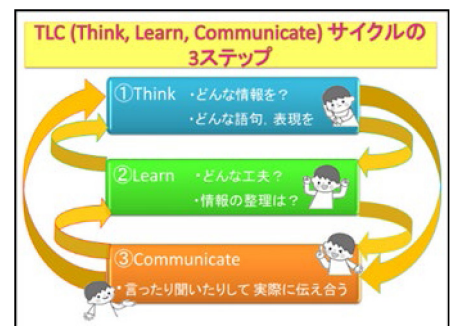 TLC (Think, Learn, Communicate) サイクルの
3ステップ
①Think ・どんな情報を？
・どんな語句，表現を
②Learn ・どんな工夫？
・情報の整理は？
③Communicate
・言ったり聞いたりして 実際に伝え合う